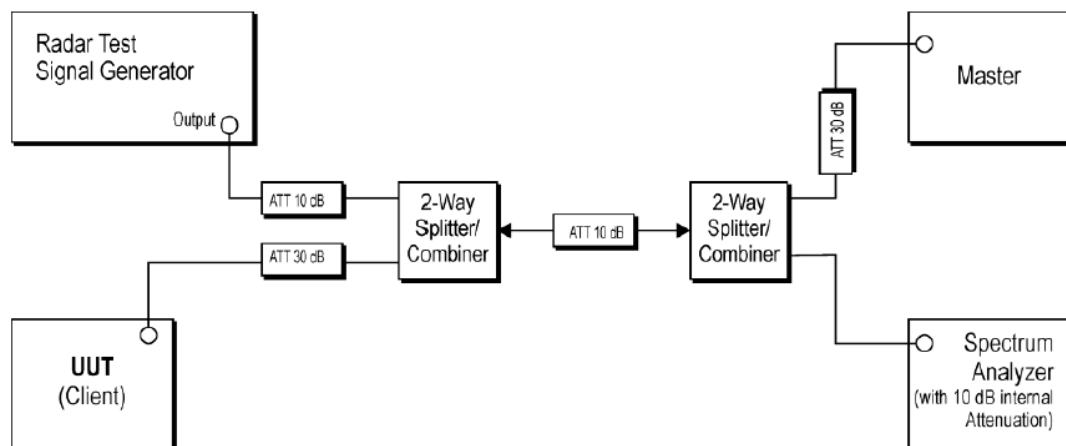 Radar Test
Signal Generator
Output
Master
ATT 30 dB
ATT 10 dB
2-Way
Splitter/
Combiner
ATT 10 dB
2-Way
Splitter/
Combiner
ATT 30 dB
UUT
(Client)
Spectrum
Analyzer
(with 10 dB internal
Attenuation)